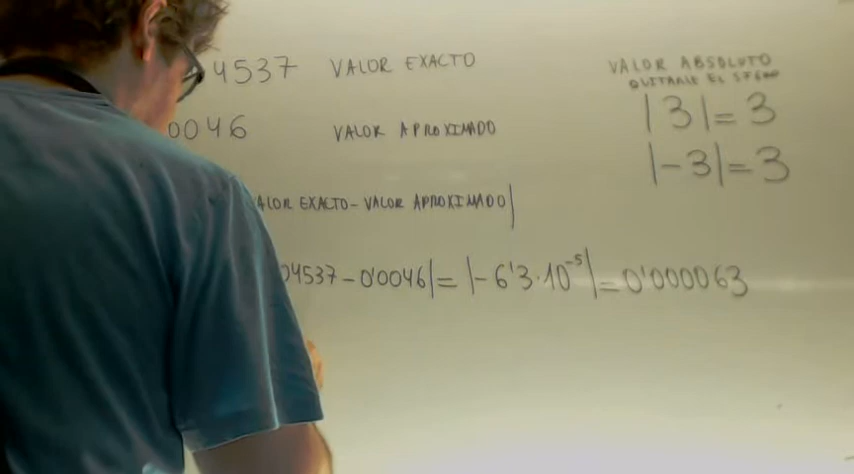 4537 VALOR EXACTO
0046 VALOR APROXIMADO
VALOR ABSOLUTO
QUITARLE EL SIGNO
|3|= 3
|-3|= 3
ALOR EXACTO - VALOR APROXIMADO|
04537 - 0'0046|= |- 6'3·10⁻⁵|= 0'000063